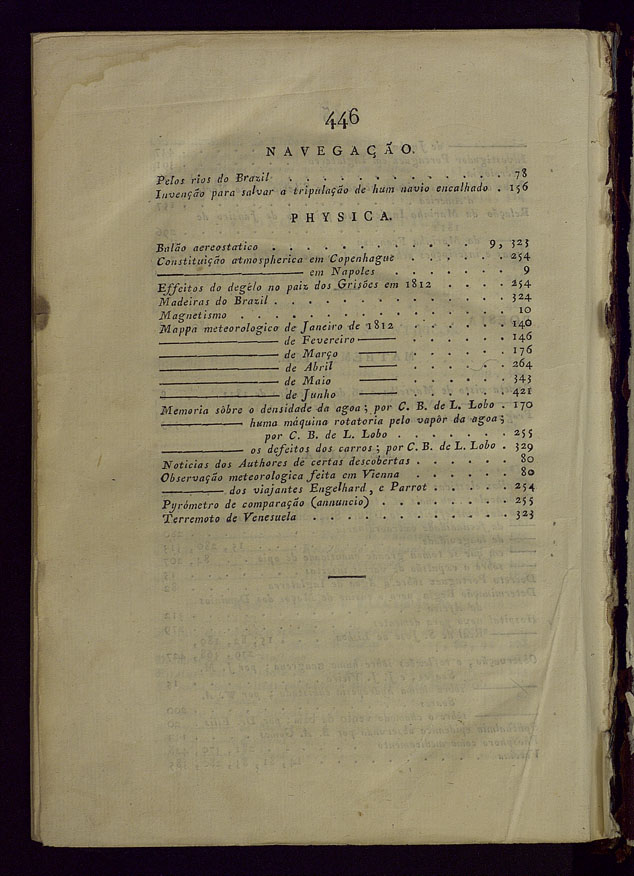 446
NAVEGAÇÃO.
Pelos rios do Brazil . . . . . . . . . . . . . 78
Invenção para salvar a tripulação de hum navio encalhado . 156
PHYSICA.
Balão aereostatico . . . . . . . . . . . 9, 323
Constituição atmospherica em Copenhague . . . . . . 254
——— em Napoles . . . . . . . 9
Effeitos do degêlo no paiz dos Grisões em 1812 . . . . 254
Madeiras do Brazil . . . . . . . . . . . . . 324
Magnetismo . . . . . . . . . . . . . . . 10
Mappa meteorologico de Janeiro de 1812 . . . . . . 140
——— de Fevereiro ——— . . . . . . 146
——— de Março ——— . . . . . . 176
——— de Abril ——— . . . . . . 264
——— de Maio ——— . . . . . . 343
——— de Junho ——— . . . . . . 421
Memoria sôbre o densidade da agoa; por C. B. de L. Lobo . 170
——— huma máquina rotatoria pelo vapòr da agoa;
por C. B. de L. Lobo . . . . . . . 255
——— os defeitos dos carros; por C. B. de L. Lobo . 329
Noticias dos Authores de certas descobertas . . . . . . 80
Observação meteorologica feita em Vienna . . . . . . 80
——— dos viajantes Engelhard, e Parrot . . . . . 254
Pyrómetro de comparação (annuncio) . . . . . . . . 255
Terremoto de Venesuela . . . . . . . . . . . . 323